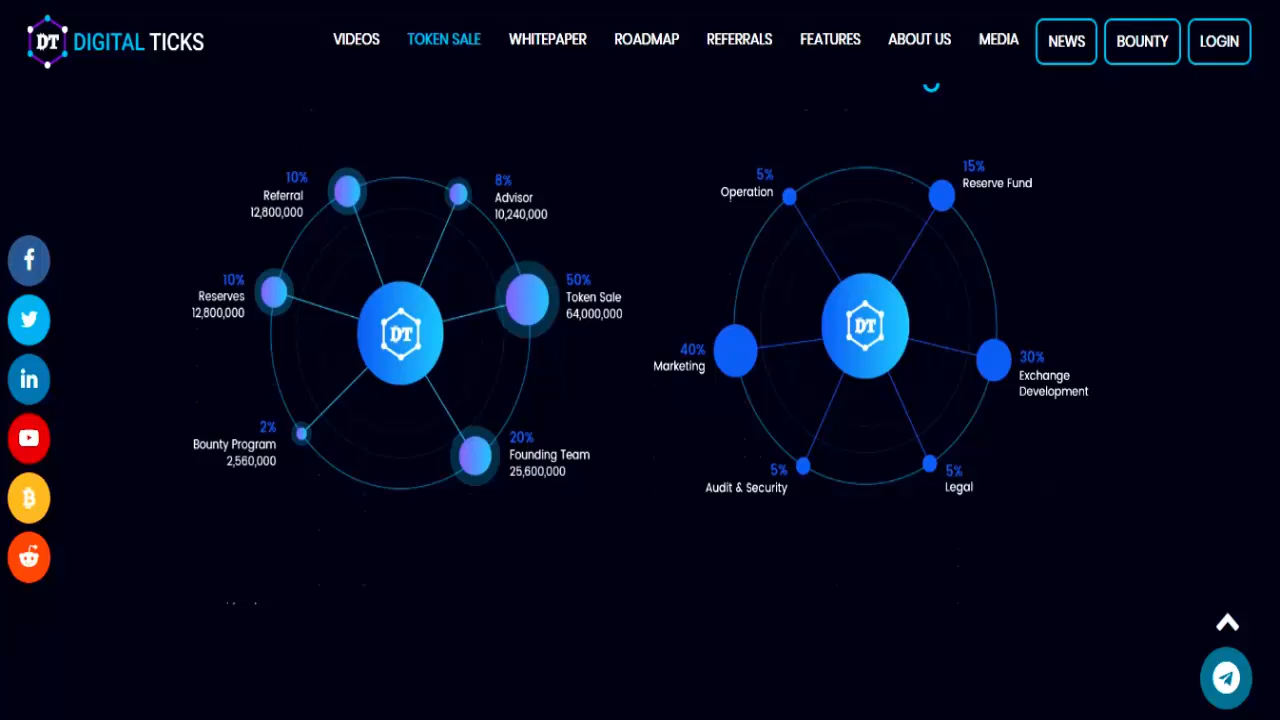 DT DIGITAL TICKS
VIDEOS
TOKEN SALE
WHITEPAPER
ROADMAP
REFERRALS
FEATURES
ABOUT US
MEDIA
NEWS
BOUNTY
LOGIN
10%
Referral
12,800,000
8%
Advisor
10,240,000
10%
Reserves
12,800,000
50%
Token Sale
64,000,000
DT
2%
Bounty Program
2,560,000
20%
Founding Team
25,600,000
5%
Operation
15%
Reserve Fund
DT
40%
Marketing
30%
Exchange
Development
5%
Audit & Security
5%
Legal